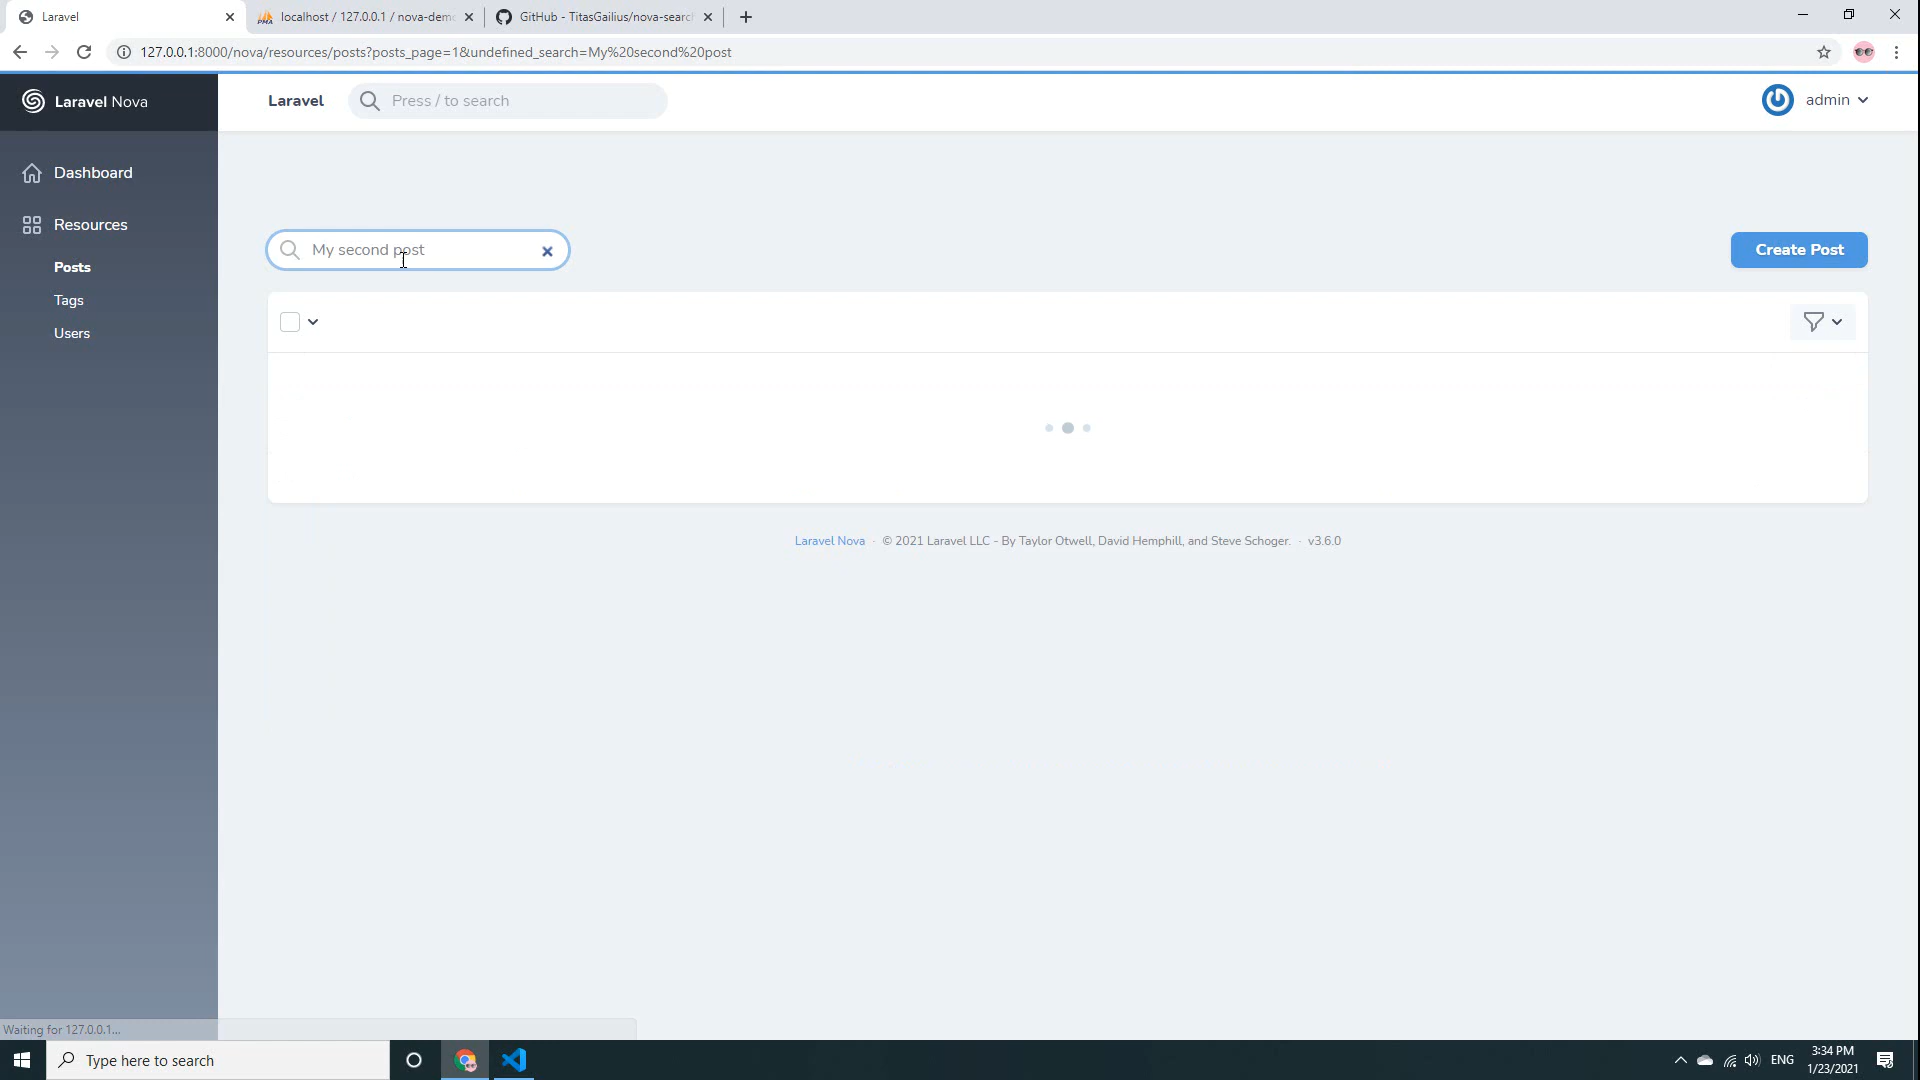 Laravel
localhost / 127.0.0.1 / nova-demo
GitHub - TitasGailius/nova-search
127.0.0.1:8000/nova/resources/posts?posts_page=1&undefined_search=My%20second%20post
Laravel Nova
Laravel
Press / to search
admin
Dashboard
Resources
Posts
Tags
Users
My second post
Create Post
Laravel Nova · © 2021 Laravel LLC - By Taylor Otwell, David Hemphill, and Steve Schoger. · v3.6.0
Waiting for 127.0.0.1...
Type here to search
ENG
3:34 PM
1/23/2021